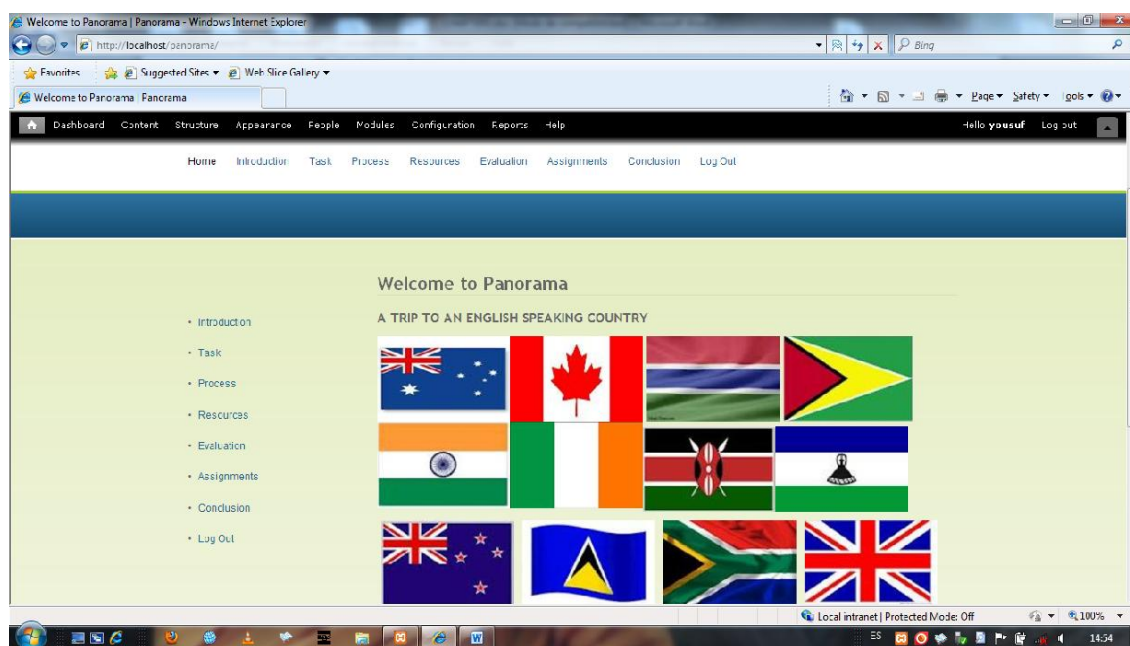 Welcome to Panorama | Panorama - Windows Internet Explorer
http://localhost/panorama/
Bing
Favorites Suggested Sites Web Slice Gallery
Welcome to Panorama | Panorama
Page Safety Tools
Dashboard Content Structure Appearance People Modules Configuration Reports Help Hello yousuf Log out
Home Introduction Task Process Resources Evaluation Assignments Conclusion Log Out
Welcome to Panorama
A TRIP TO AN ENGLISH SPEAKING COUNTRY
• Introduction
• Task
• Process
• Resources
• Evaluation
• Assignments
• Conclusion
• Log Out
Local intranet | Protected Mode: Off 100%
ES 14:54